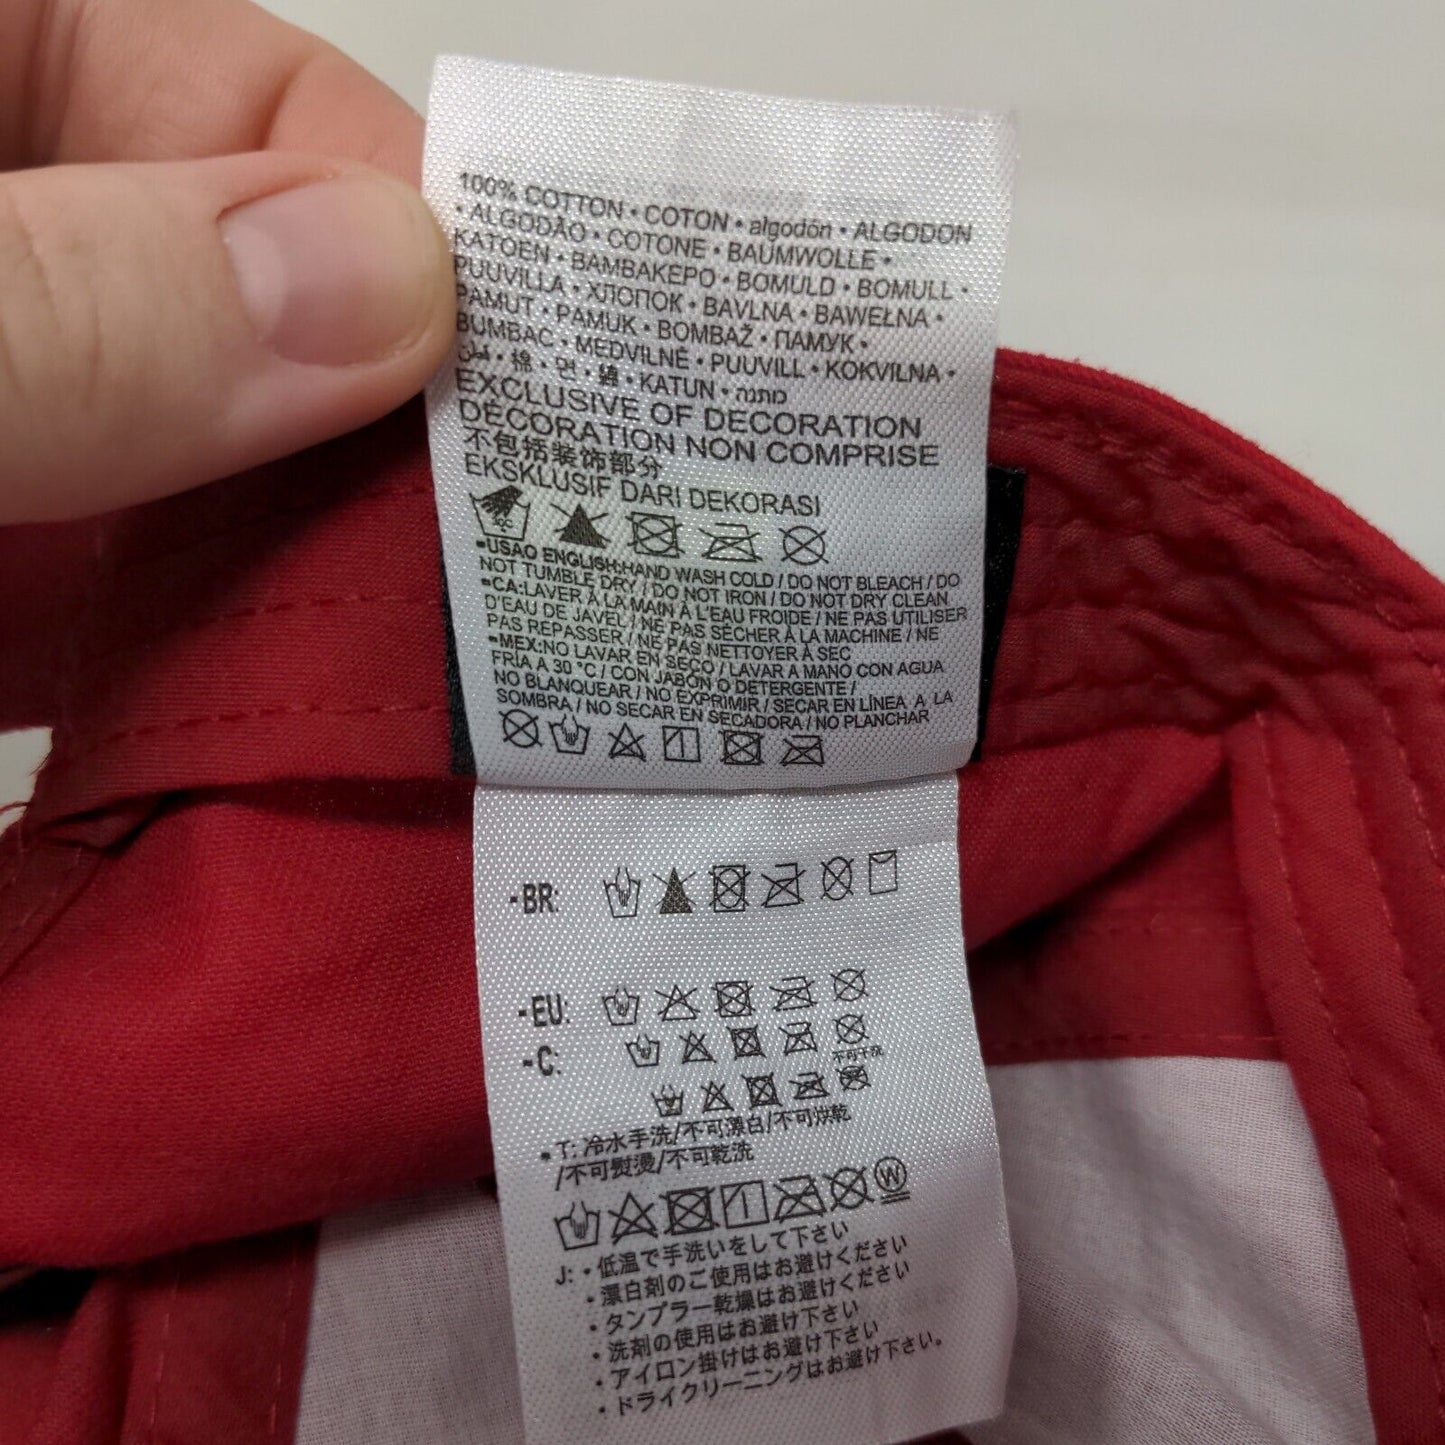 100% COTTON • COTON • algodón • ALGODON
• ALGODÃO • COTONE • BAUMWOLLE •
KATOEN • BAMBAKEPO • BOMULD • BOMULL •
PUUVILLA • ХЛОПОК • BAVLNA • BAWEŁNA •
PAMUT • PAMUK • BOMBAŽ • ПАМУК •
BUMBAC • MEDVILNĖ • PUUVILL • KOKVILNA •
قطن • 棉 • 면 • 綿 • KATUN • כותנה
EXCLUSIVE OF DECORATION
DÉCORATION NON COMPRISE
不包括装饰部分
EKSKLUSIF DARI DEKORASI
-USAO ENGLISH:HAND WASH COLD / DO NOT BLEACH / DO
NOT TUMBLE DRY / DO NOT IRON / DO NOT DRY CLEAN
-CA:LAVER À LA MAIN À L'EAU FROIDE / NE PAS UTILISER
D'EAU DE JAVEL / NE PAS SÉCHER À LA MACHINE / NE
PAS REPASSER / NE PAS NETTOYER À SEC
-MEX:NO LAVAR EN SECO / LAVAR A MANO CON AGUA
FRÍA A 30 °C / CON JABÓN O DETERGENTE /
NO BLANQUEAR / NO EXPRIMIR / SECAR EN LÍNEA A LA
SOMBRA / NO SECAR EN SECADORA / NO PLANCHAR
-BR:
-EU:
-C:
不可干洗
• T: 冷水手洗/不可漂白/不可烘乾
/不可熨燙/不可乾洗
W
J: • 低温で手洗いをして下さい
• 漂白剤のご使用はお避けください
• タンブラー乾燥はお避けください
• 洗剤の使用はお避け下さい
• アイロン掛けはお避け下さい
• ドライクリーニングはお避け下さい。